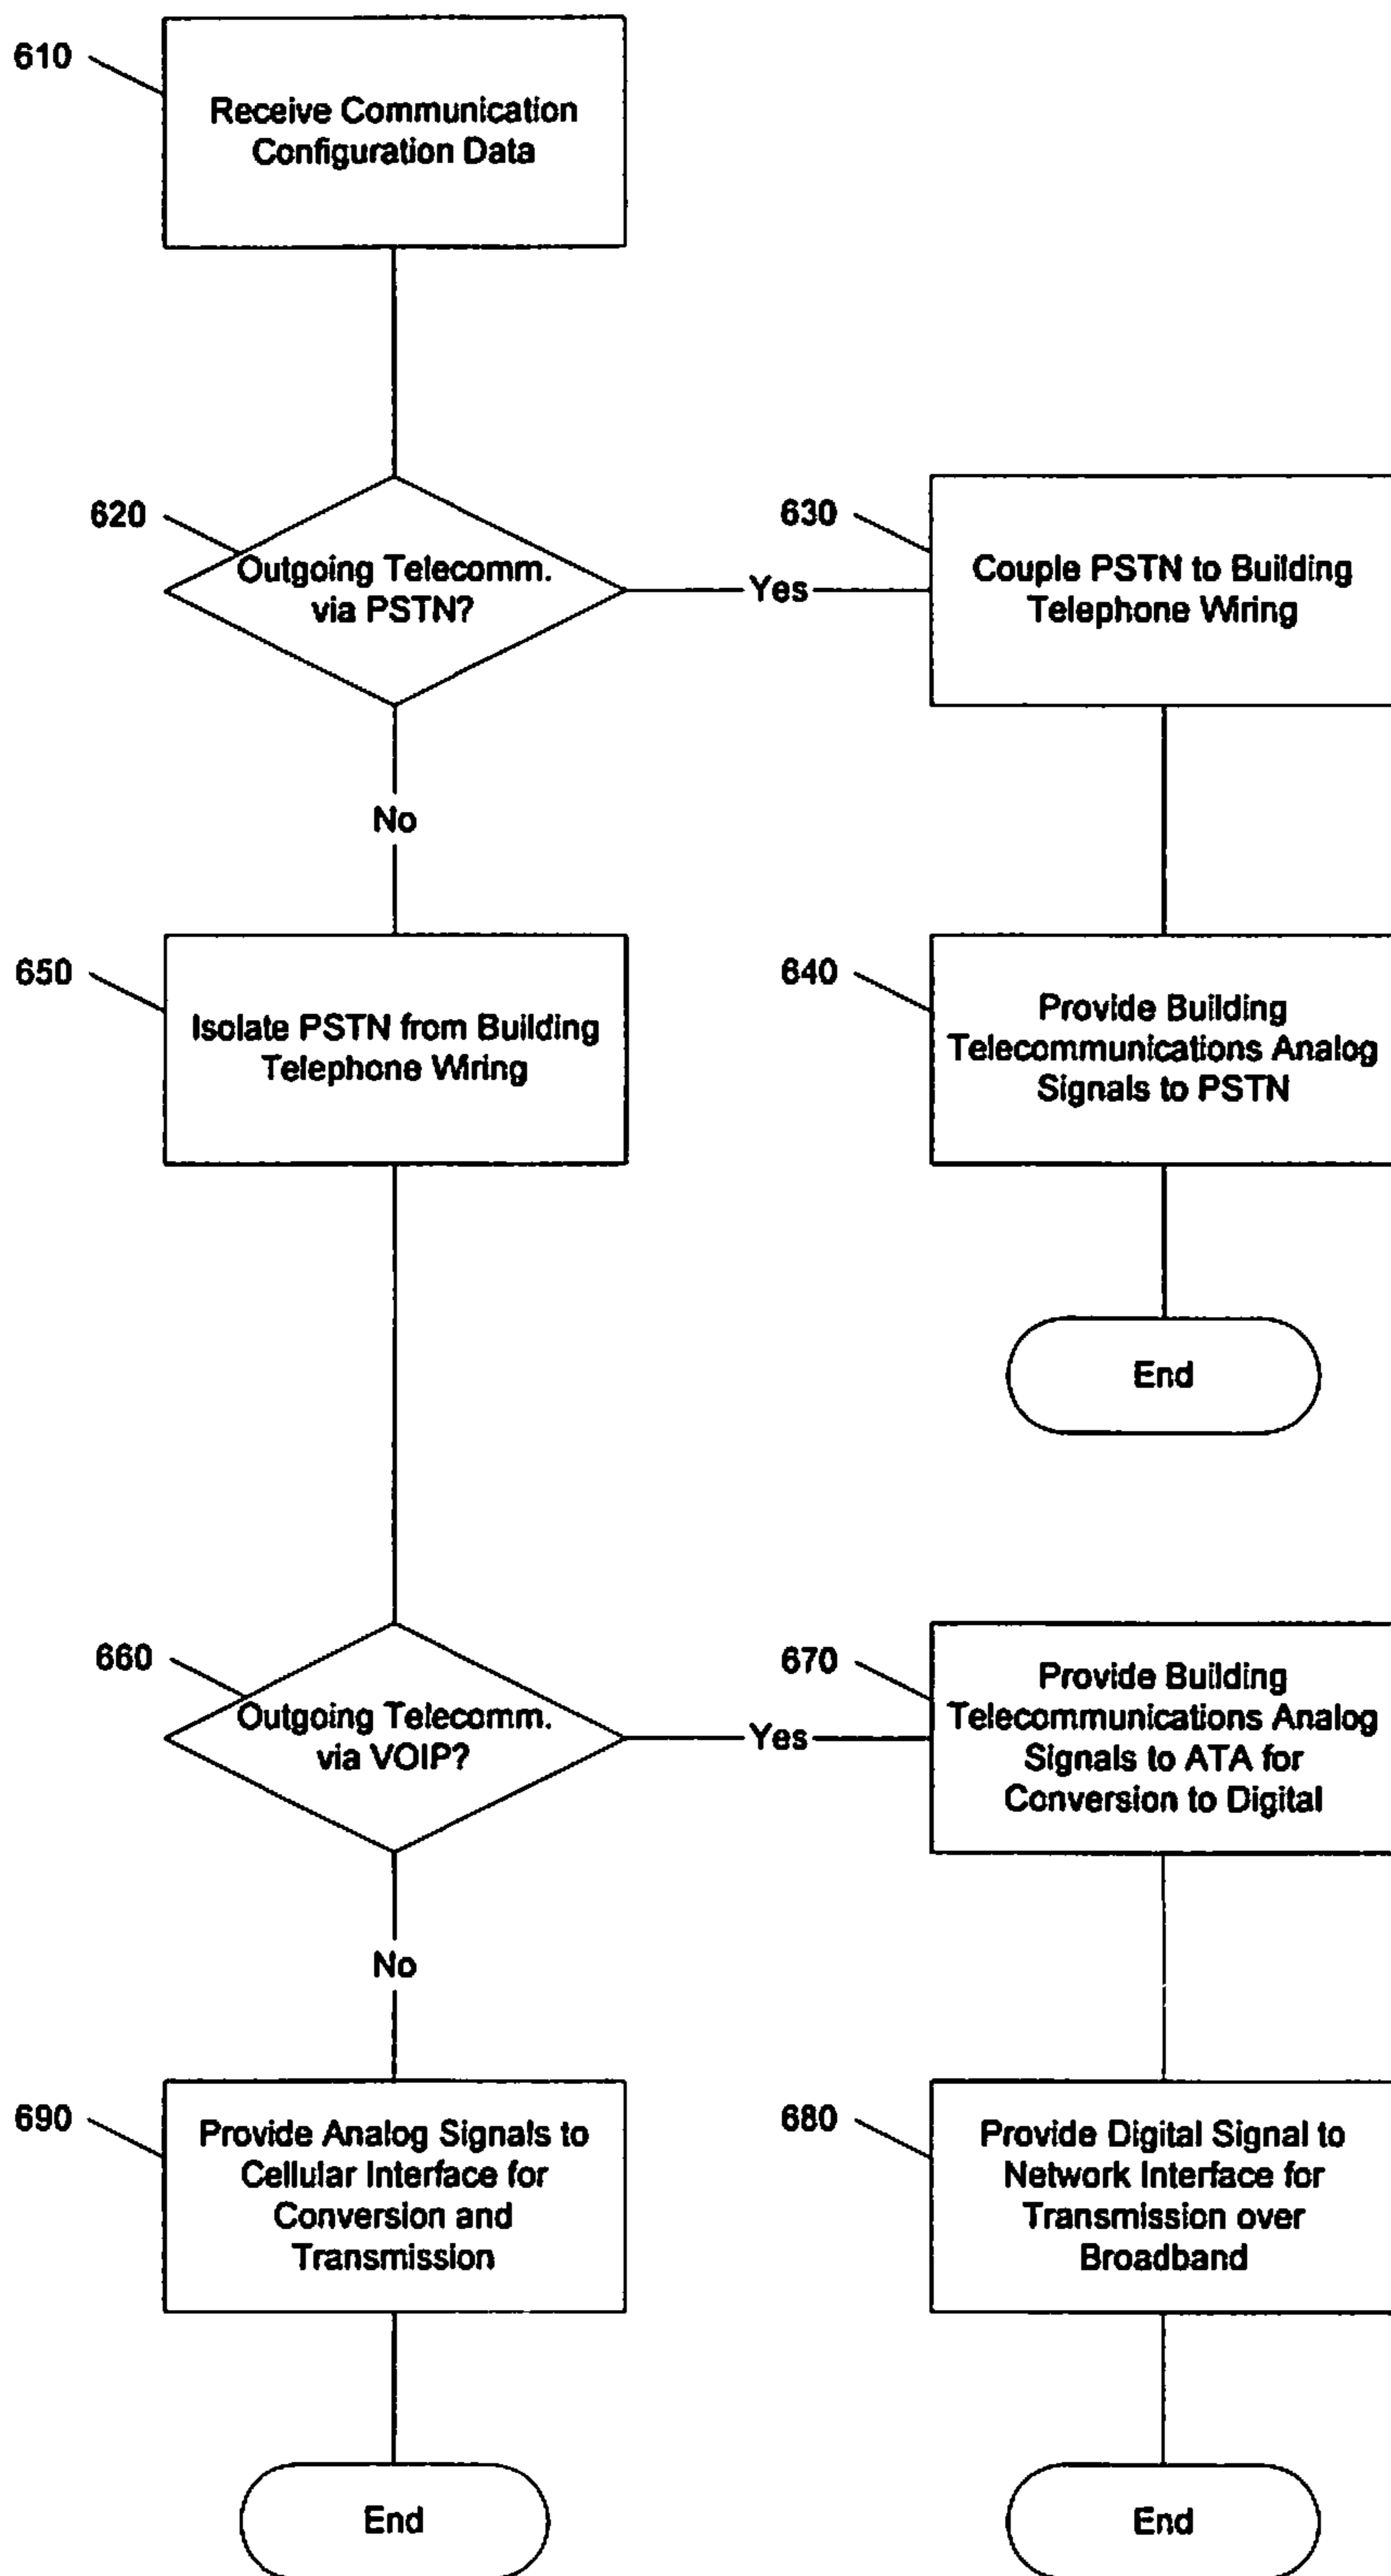 610
Receive Communication
Configuration Data
620
Outgoing Telecomm.
via PSTN?
Yes
630
Couple PSTN to Building
Telephone Wiring
No
650
Isolate PSTN from Building
Telephone Wiring
640
Provide Building
Telecommunications Analog
Signals to PSTN
End
660
Outgoing Telecomm.
via VOIP?
Yes
670
Provide Building
Telecommunications Analog
Signals to ATA for
Conversion to Digital
No
690
Provide Analog Signals to
Cellular Interface for
Conversion and
Transmission
680
Provide Digital Signal to
Network Interface for
Transmission over
Broadband
End
End